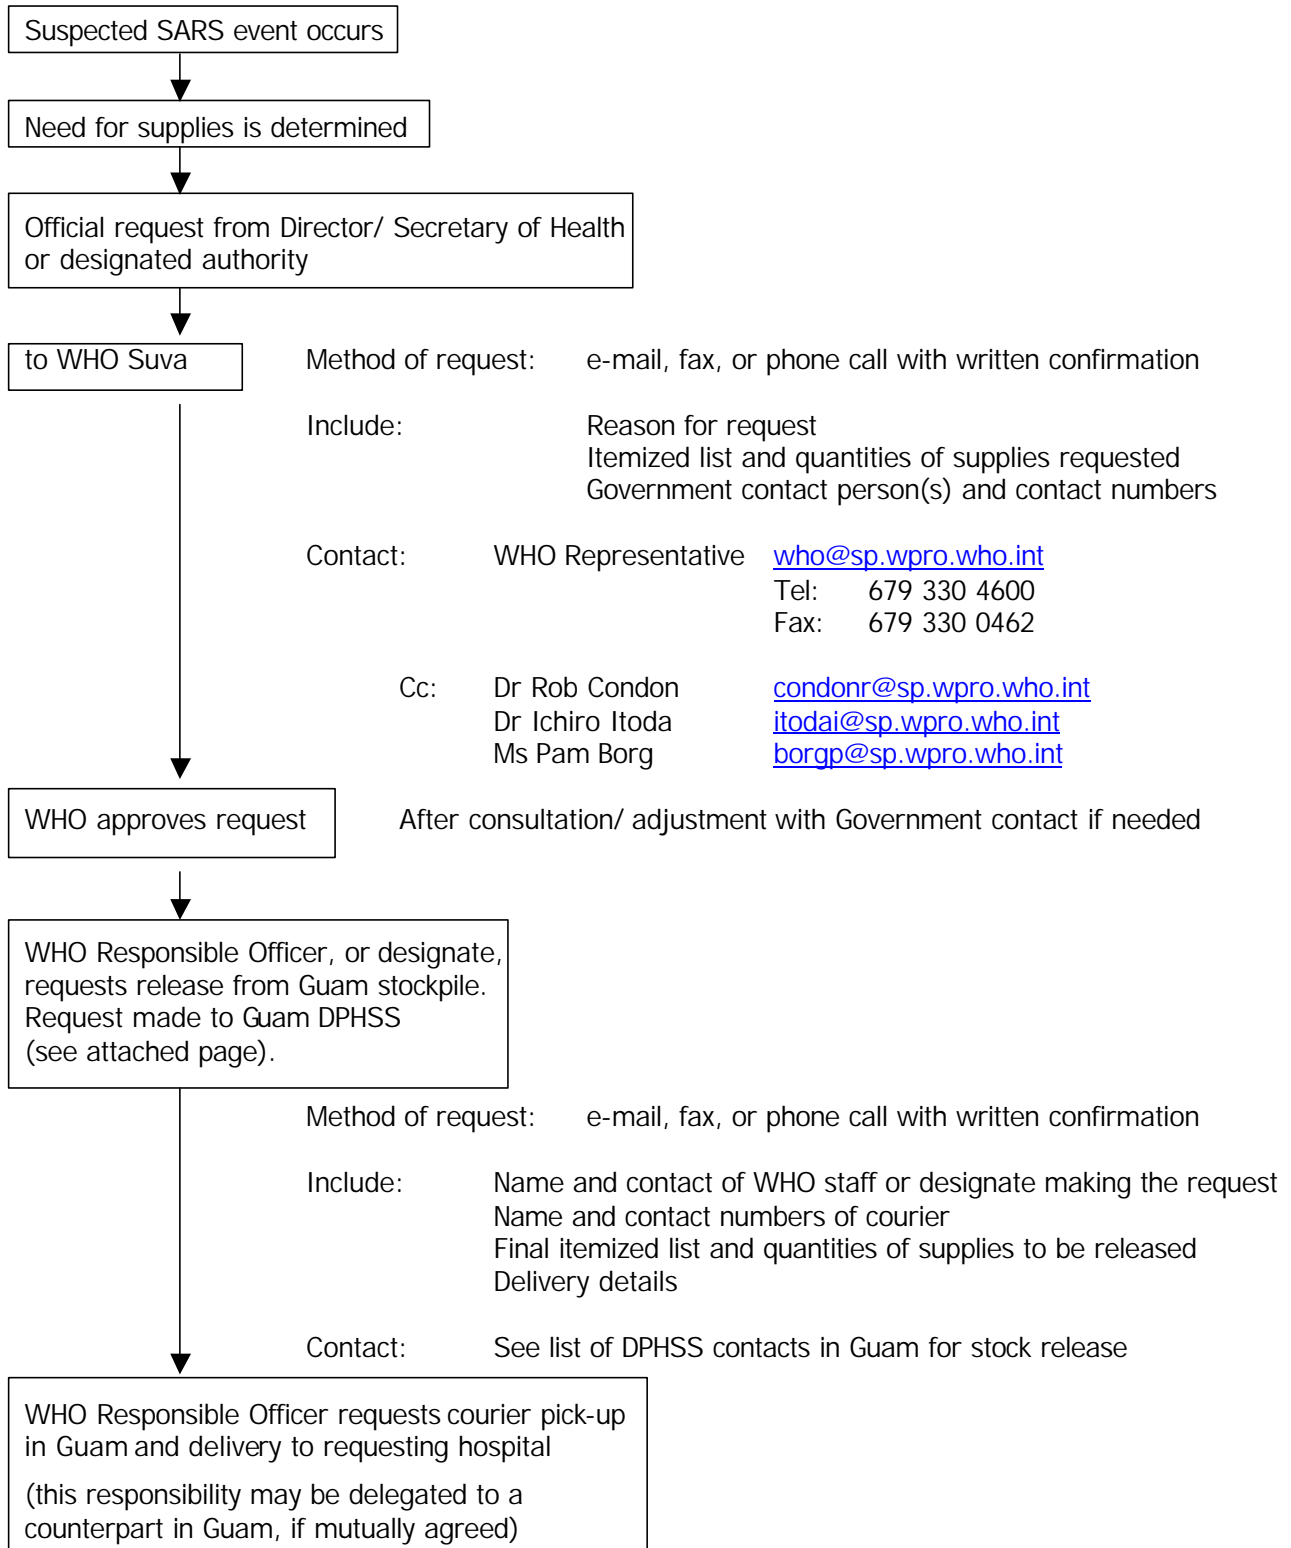 Suspected SARS event occurs
Need for supplies is determined
Official request from Director/ Secretary of Health
or designated authority
to WHO Suva
Method of request: e-mail, fax, or phone call with written confirmation
Include: Reason for request
Itemized list and quantities of supplies requested
Government contact person(s) and contact numbers
Contact: WHO Representative who@sp.wpro.who.int
Tel: 679 330 4600
Fax: 679 330 0462
Cc: Dr Rob Condon condonr@sp.wpro.who.int
Dr Ichiro Itoda itodai@sp.wpro.who.int
Ms Pam Borg borgp@sp.wpro.who.int
WHO approves request
After consultation/ adjustment with Government contact if needed
WHO Responsible Officer, or designate,
requests release from Guam stockpile.
Request made to Guam DPHSS
(see attached page).
Method of request: e-mail, fax, or phone call with written confirmation
Include: Name and contact of WHO staff or designate making the request
Name and contact numbers of courier
Final itemized list and quantities of supplies to be released
Delivery details
Contact: See list of DPHSS contacts in Guam for stock release
WHO Responsible Officer requests courier pick-up
in Guam and delivery to requesting hospital
(this responsibility may be delegated to a
counterpart in Guam, if mutually agreed)